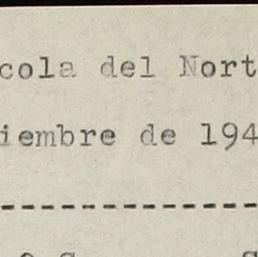 cola del Nort
iembre de 194
--------------